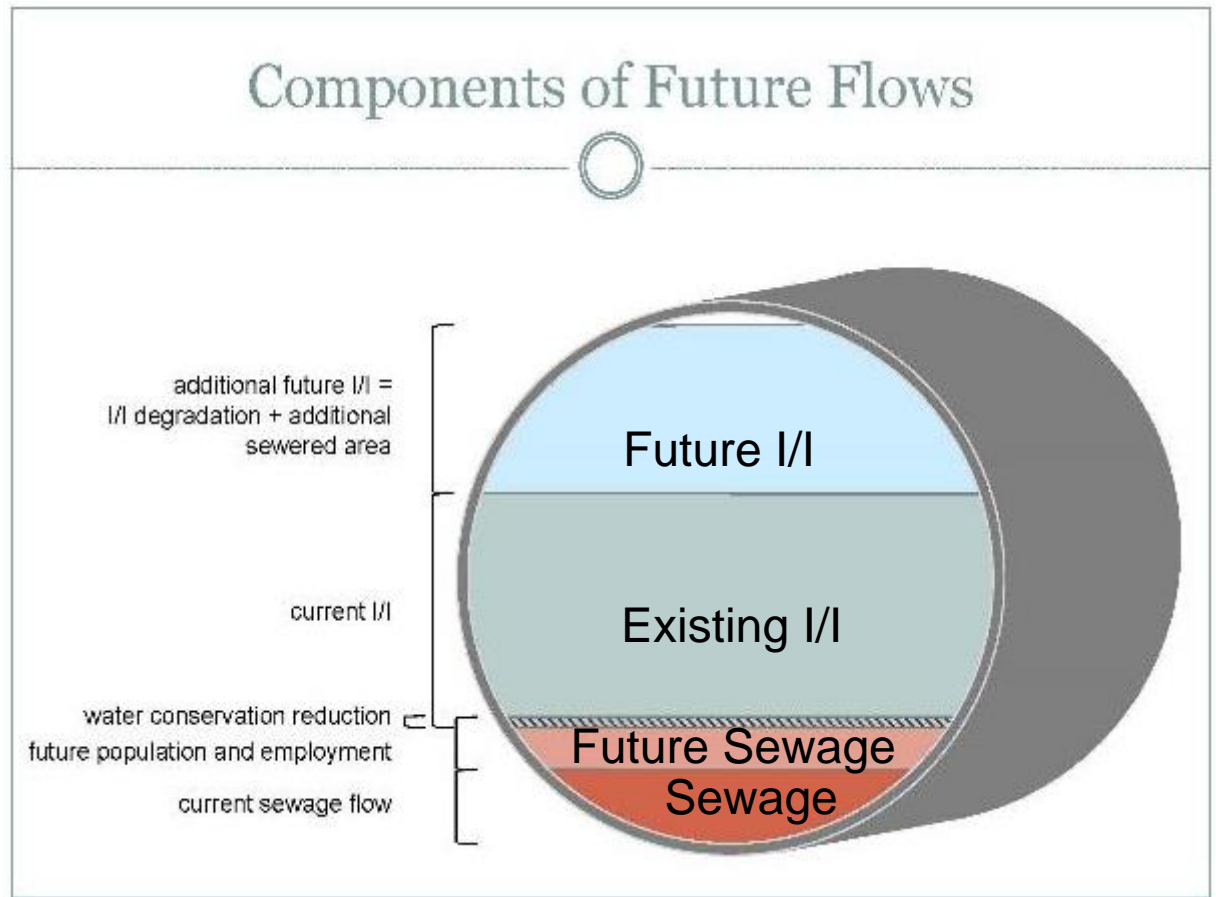 Components of Future Flows
additional future I/I =
I/I degradation + additional
sewered area
Future I/I
current I/I
Existing I/I
water conservation reduction
future population and employment
Future Sewage
current sewage flow
Sewage